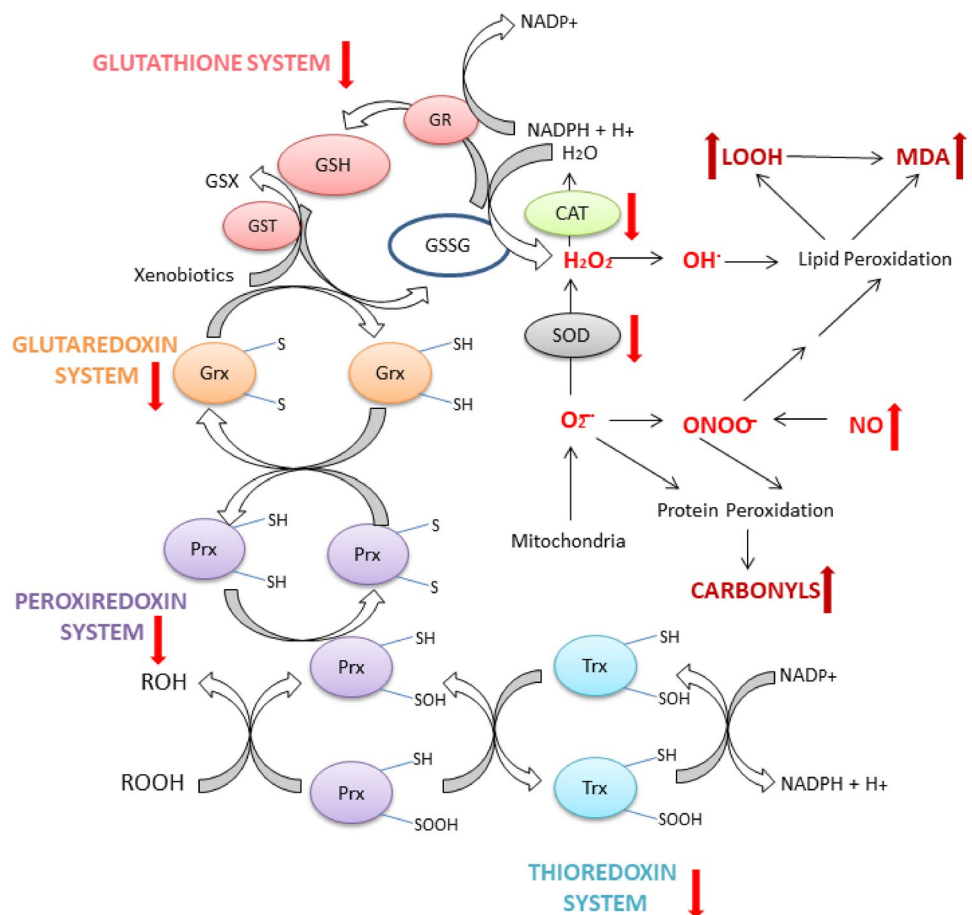 NADP+
GLUTATHIONE SYSTEM
GR
NADPH + H+
H2O
LOOH
MDA
GSH
GSX
GST
CAT
GSSG
H2O2
OH·
Lipid Peroxidation
Xenobiotics
SOD
GLUTAREDOXIN
SYSTEM
Grx
S
S
Grx
SH
SH
O2–··
ONOO–
NO
Prx
SH
SH
Prx
S
S
Mitochondria
Protein Peroxidation
CARBONYLS
PEROXIREDOXIN
SYSTEM
Prx
SH
SOH
Trx
SH
SOH
NADP+
ROH
ROOH
Prx
SH
SOOH
Trx
SH
SOOH
NADPH + H+
THIOREDOXIN
SYSTEM